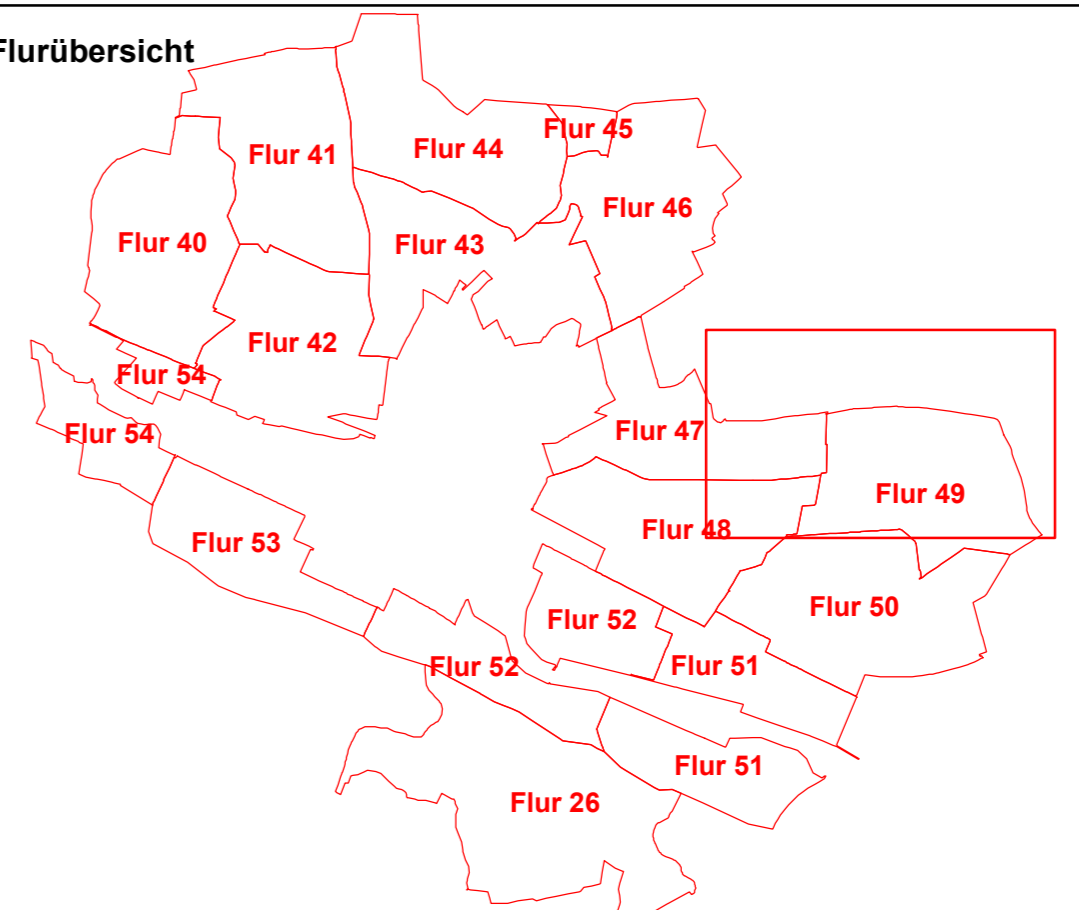 Flurübersicht
Flur 45
Flur 44
Flur 41
Flur 46
Flur 40
Flur 43
Flur 42
Flur 54
Flur 47
Flur 54
Flur 49
Flur 48
Flur 53
Flur 50
Flur 52
Flur 52
Flur 51
Flur 51
Flur 26